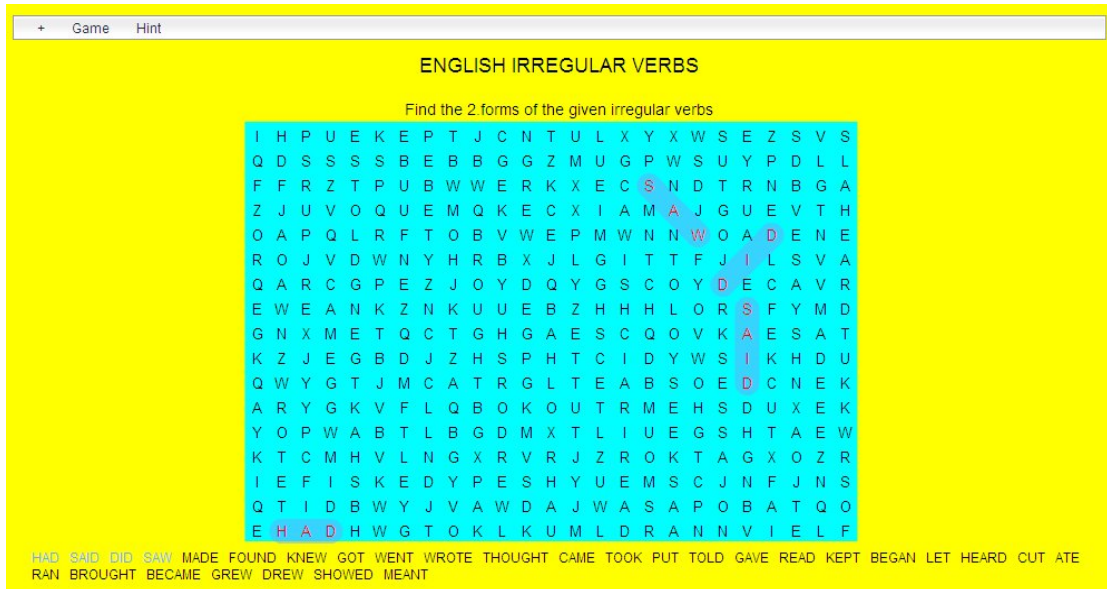 + Game Hint
ENGLISH IRREGULAR VERBS
Find the 2.forms of the given irregular verbs
I H P U E K E P T J C N T U L X Y X W S E Z S V S
Q D S S S S B E B B G G Z M U G P W S U Y P D L L
F F R Z T P U B W W E R K X E C S N D T R N B G A
Z J U V O Q U E M Q K E C X I A M A J G U E V T H
O A P Q L R F T O B V W E P M W N N W O A D E N E
R O J V D W N Y H R B X J L G I T T F J I L S V A
Q A R C G P E Z J O Y D Q Y G S C O Y D E C A V R
E W E A N K Z N K U U E B Z H H H L O R S F Y M D
G N X M E T Q C T G H G A E S C Q O V K A E S A T
K Z J E G B D J Z H S P H T C I D Y W S I K H D U
Q W Y G T J M C A T R G L T E A B S O E D C N E K
A R Y G K V F L Q B O K O U T R M E H S D U X E K
Y O P W A B T L B G D M X T L I U E G S H T A E W
K T C M H V L N G X R V R J Z R O K T A G X O Z R
I E F I S K E D Y P E S H Y U E M S C J N F J N S
Q T I D B W Y J V A W D A J W A S A P O B A T Q O
E H A D H W G T O K L K U M L D R A N N V I E L F
HAD SAID DID SAW MADE FOUND KNEW GOT WENT WROTE THOUGHT CAME TOOK PUT TOLD GAVE READ KEPT BEGAN LET HEARD CUT ATE
RAN BROUGHT BECAME GREW DREW SHOWED MEANT